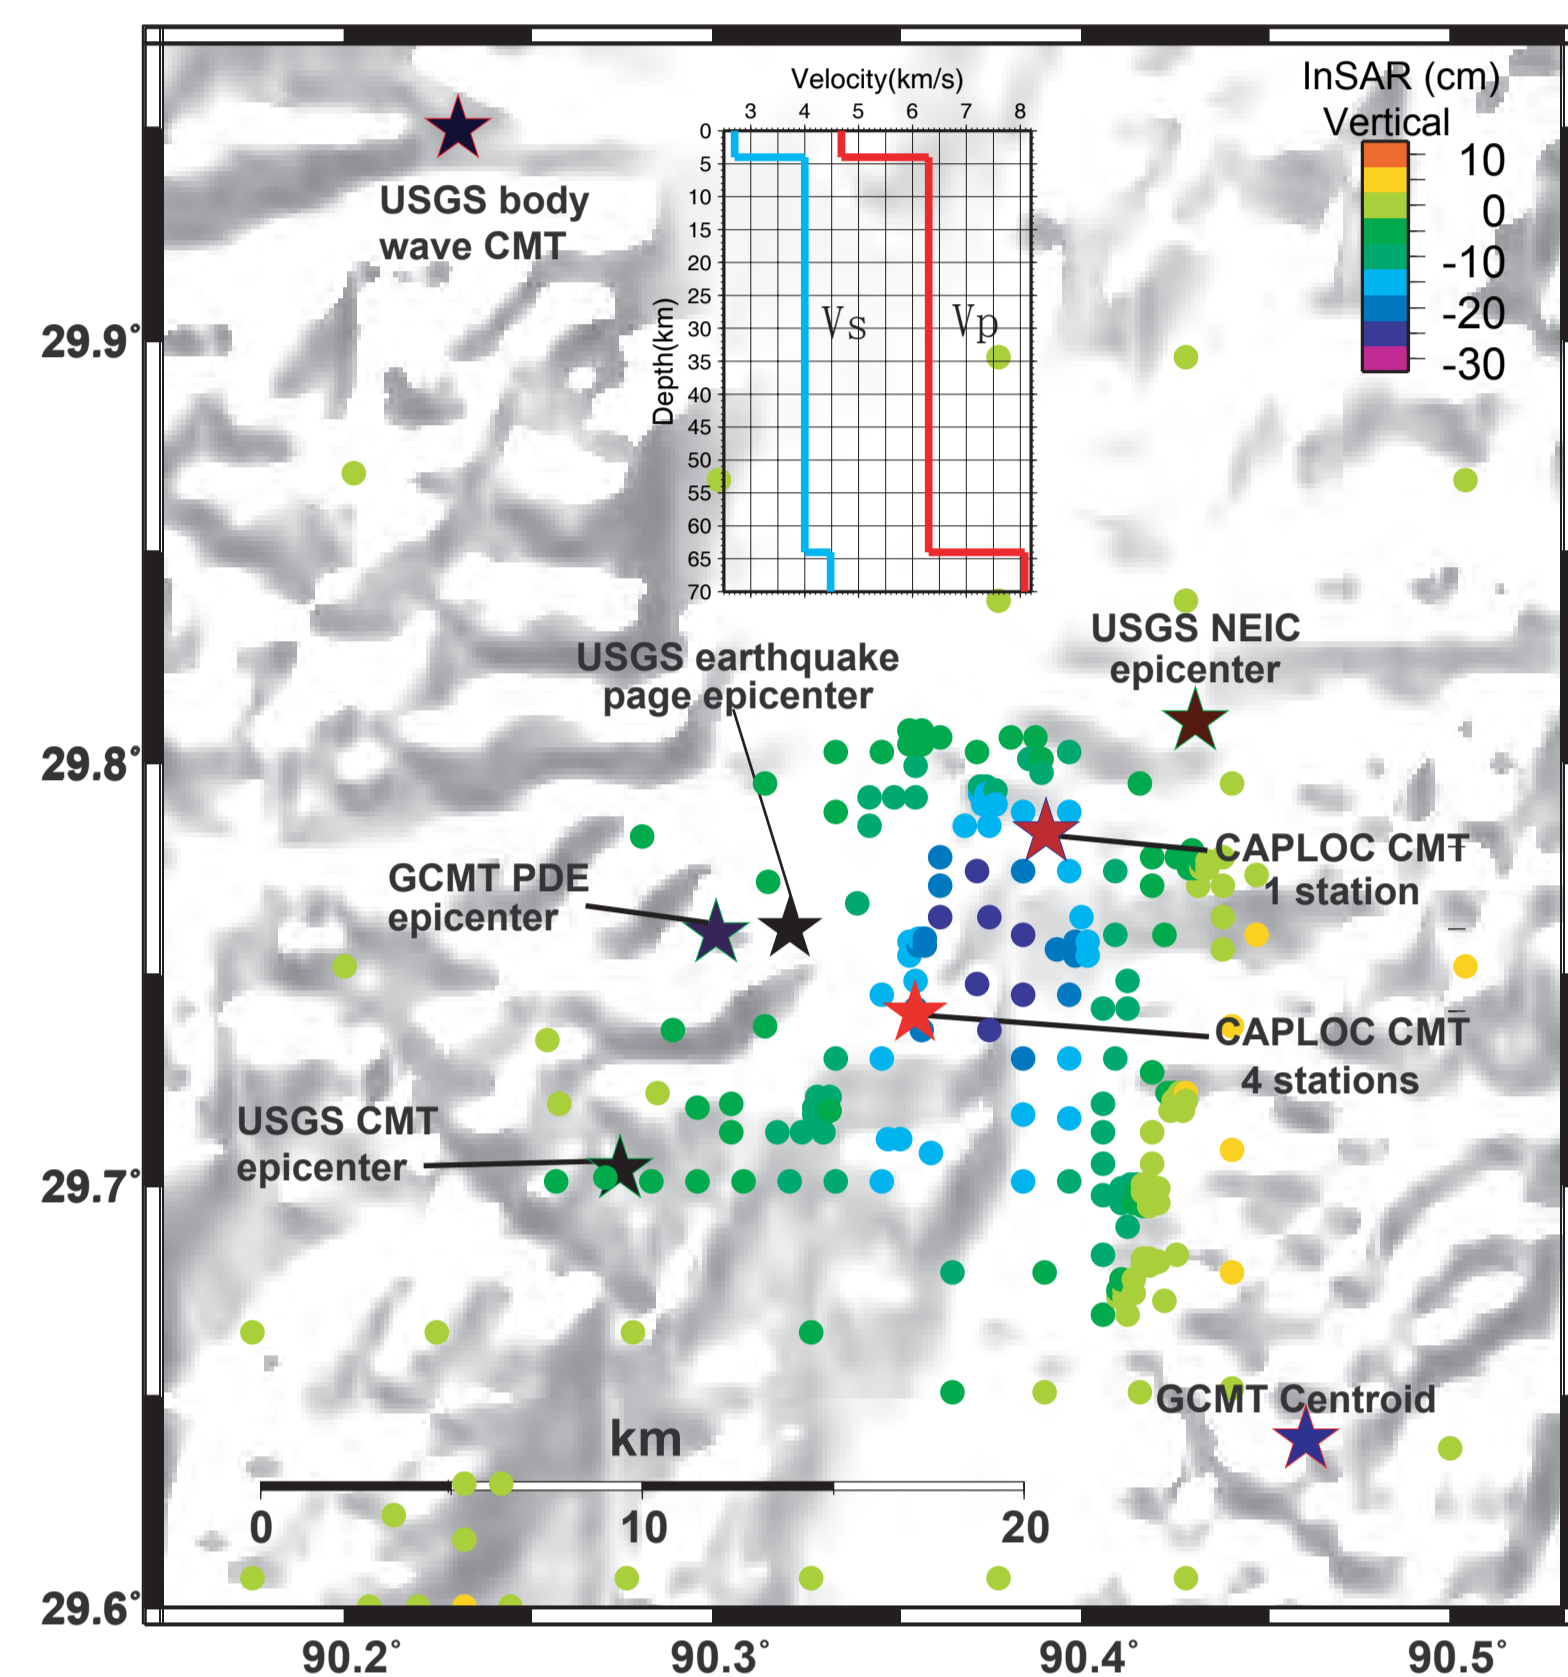 Velocity(km/s)
3 4 5 6 7 8
0
5
10
15
20
25
30
35
40
45
50
55
60
65
70
Depth(km)
Vs
Vp
InSAR (cm)
Vertical
10
0
-10
-20
-30
USGS body
wave CMT
USGS earthquake
page epicenter
USGS NEIC
epicenter
GCMT PDE
epicenter
CAPLOC CMT
1 station
CAPLOC CMT
4 stations
USGS CMT
epicenter
GCMT Centroid
km
0 10 20
29.9°
29.8°
29.7°
29.6°
90.2° 90.3° 90.4° 90.5°